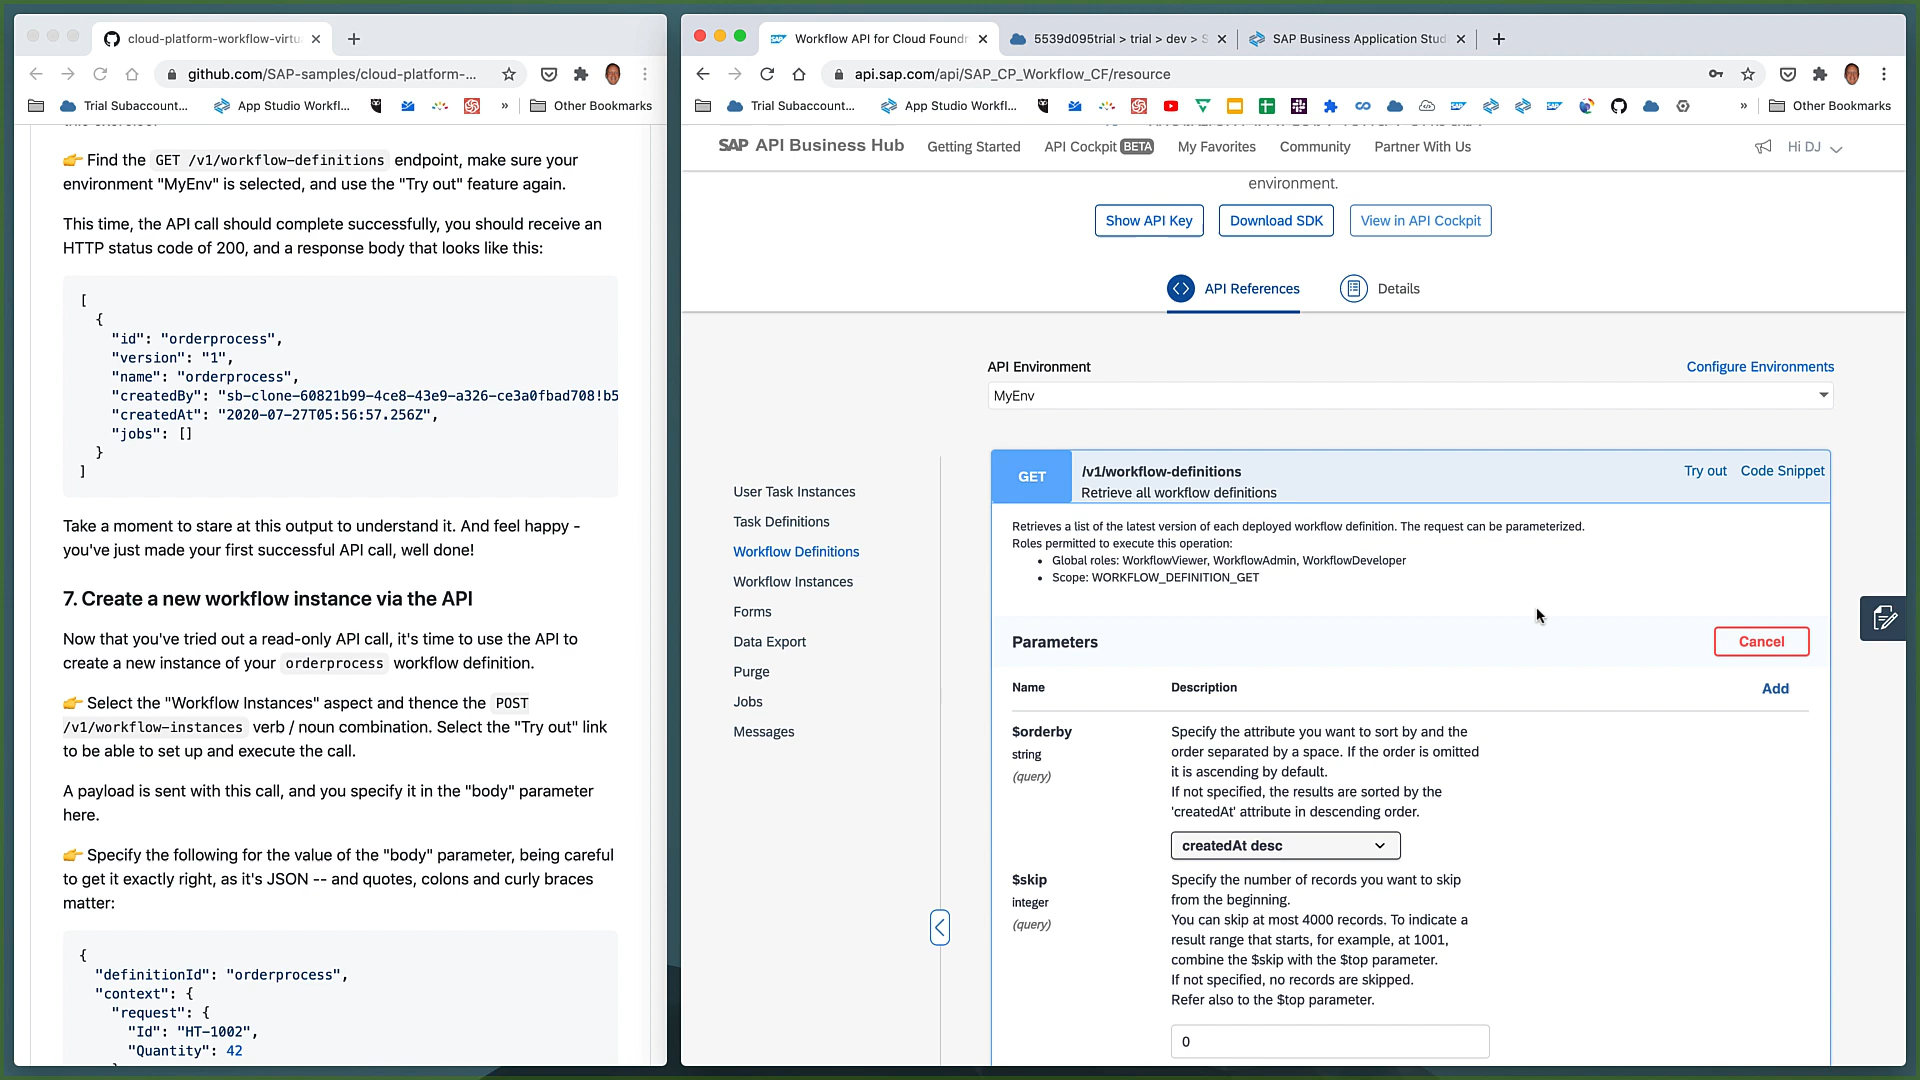 cloud-platform-workflow-virtu
github.com/SAP-samples/cloud-platform-...
Trial Subaccount...
App Studio Workfl...
»
Other Bookmarks
this exercise.
👉 Find the GET /v1/workflow-definitions endpoint, make sure your
environment "MyEnv" is selected, and use the "Try out" feature again.
This time, the API call should complete successfully, you should receive an
HTTP status code of 200, and a response body that looks like this:
[
{
"id": "orderprocess",
"version": "1",
"name": "orderprocess",
"createdBy": "sb-clone-60821b99-4ce8-43e9-a326-ce3a0fbad708!b5
"createdAt": "2020-07-27T05:56:57.256Z",
"jobs": []
}
]
Take a moment to stare at this output to understand it. And feel happy -
you've just made your first successful API call, well done!
7. Create a new workflow instance via the API
Now that you've tried out a read-only API call, it's time to use the API to
create a new instance of your orderprocess workflow definition.
👉 Select the "Workflow Instances" aspect and thence the POST
/v1/workflow-instances verb / noun combination. Select the "Try out" link
to be able to set up and execute the call.
A payload is sent with this call, and you specify it in the "body" parameter
here.
👉 Specify the following for the value of the "body" parameter, being careful
to get it exactly right, as it's JSON -- and quotes, colons and curly braces
matter:
{
"definitionId": "orderprocess",
"context": {
"request": {
"Id": "HT-1002",
"Quantity": 42
Workflow API for Cloud Foundr
5539d095trial > trial > dev > S
SAP Business Application Stud
api.sap.com/api/SAP_CP_Workflow_CF/resource
Trial Subaccount...
App Studio Workfl...
»
Other Bookmarks
SAP API Business Hub
Getting Started
API Cockpit BETA
My Favorites
Community
Partner With Us
Hi DJ
environment.
Show API Key
Download SDK
View in API Cockpit
API References
Details
API Environment
Configure Environments
MyEnv
User Task Instances
Task Definitions
Workflow Definitions
Workflow Instances
Forms
Data Export
Purge
Jobs
Messages
GET
/v1/workflow-definitions
Retrieve all workflow definitions
Try out
Code Snippet
Retrieves a list of the latest version of each deployed workflow definition. The request can be parameterized.
Roles permitted to execute this operation:
• Global roles: WorkflowViewer, WorkflowAdmin, WorkflowDeveloper
• Scope: WORKFLOW_DEFINITION_GET
Parameters
Cancel
Name
Description
Add
$orderby
string
(query)
Specify the attribute you want to sort by and the
order separated by a space. If the order is omitted
it is ascending by default.
If not specified, the results are sorted by the
'createdAt' attribute in descending order.
createdAt desc
$skip
integer
(query)
Specify the number of records you want to skip
from the beginning.
You can skip at most 4000 records. To indicate a
result range that starts, for example, at 1001,
combine the $skip with the $top parameter.
If not specified, no records are skipped.
Refer also to the $top parameter.
0